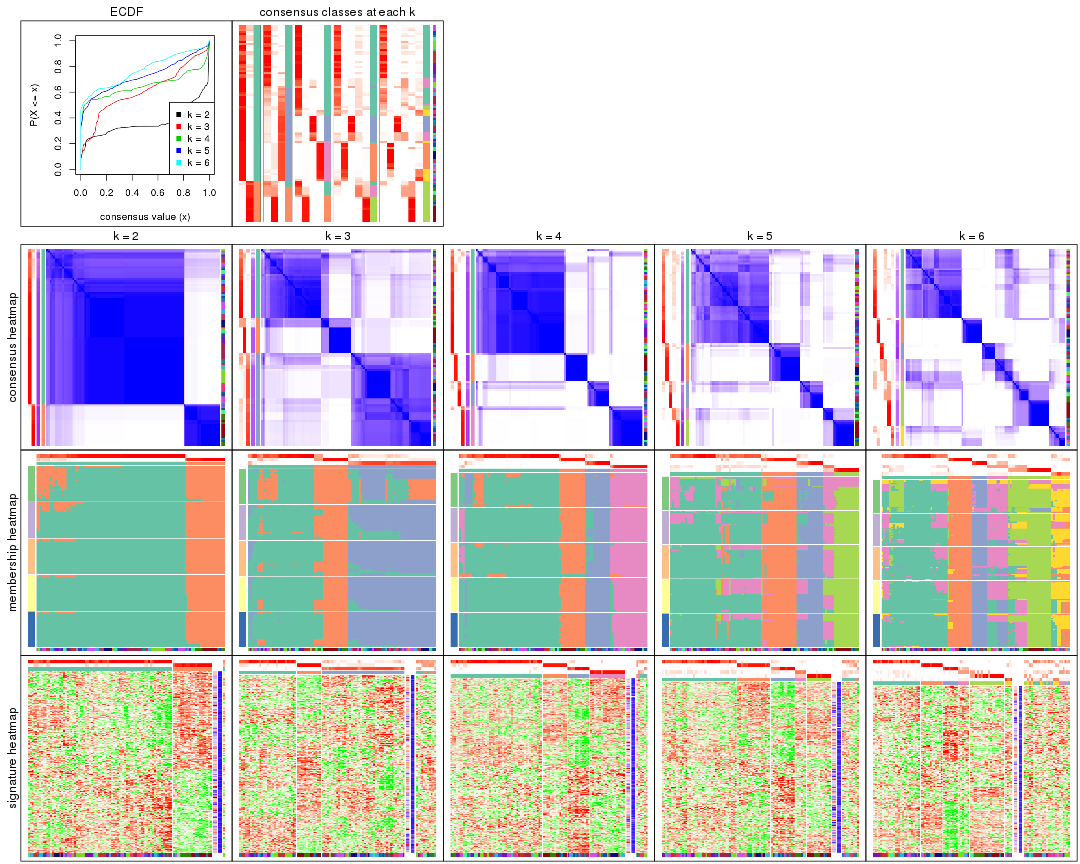 ECDF
consensus classes at each k
P(X <= x)
0.0 0.2 0.4 0.6 0.8 1.0
k = 2
k = 3
k = 4
k = 5
k = 6
0.0 0.2 0.4 0.6 0.8 1.0
consensus value (x)
k = 2
k = 3
k = 4
k = 5
k = 6
consensus heatmap
membership heatmap
signature heatmap